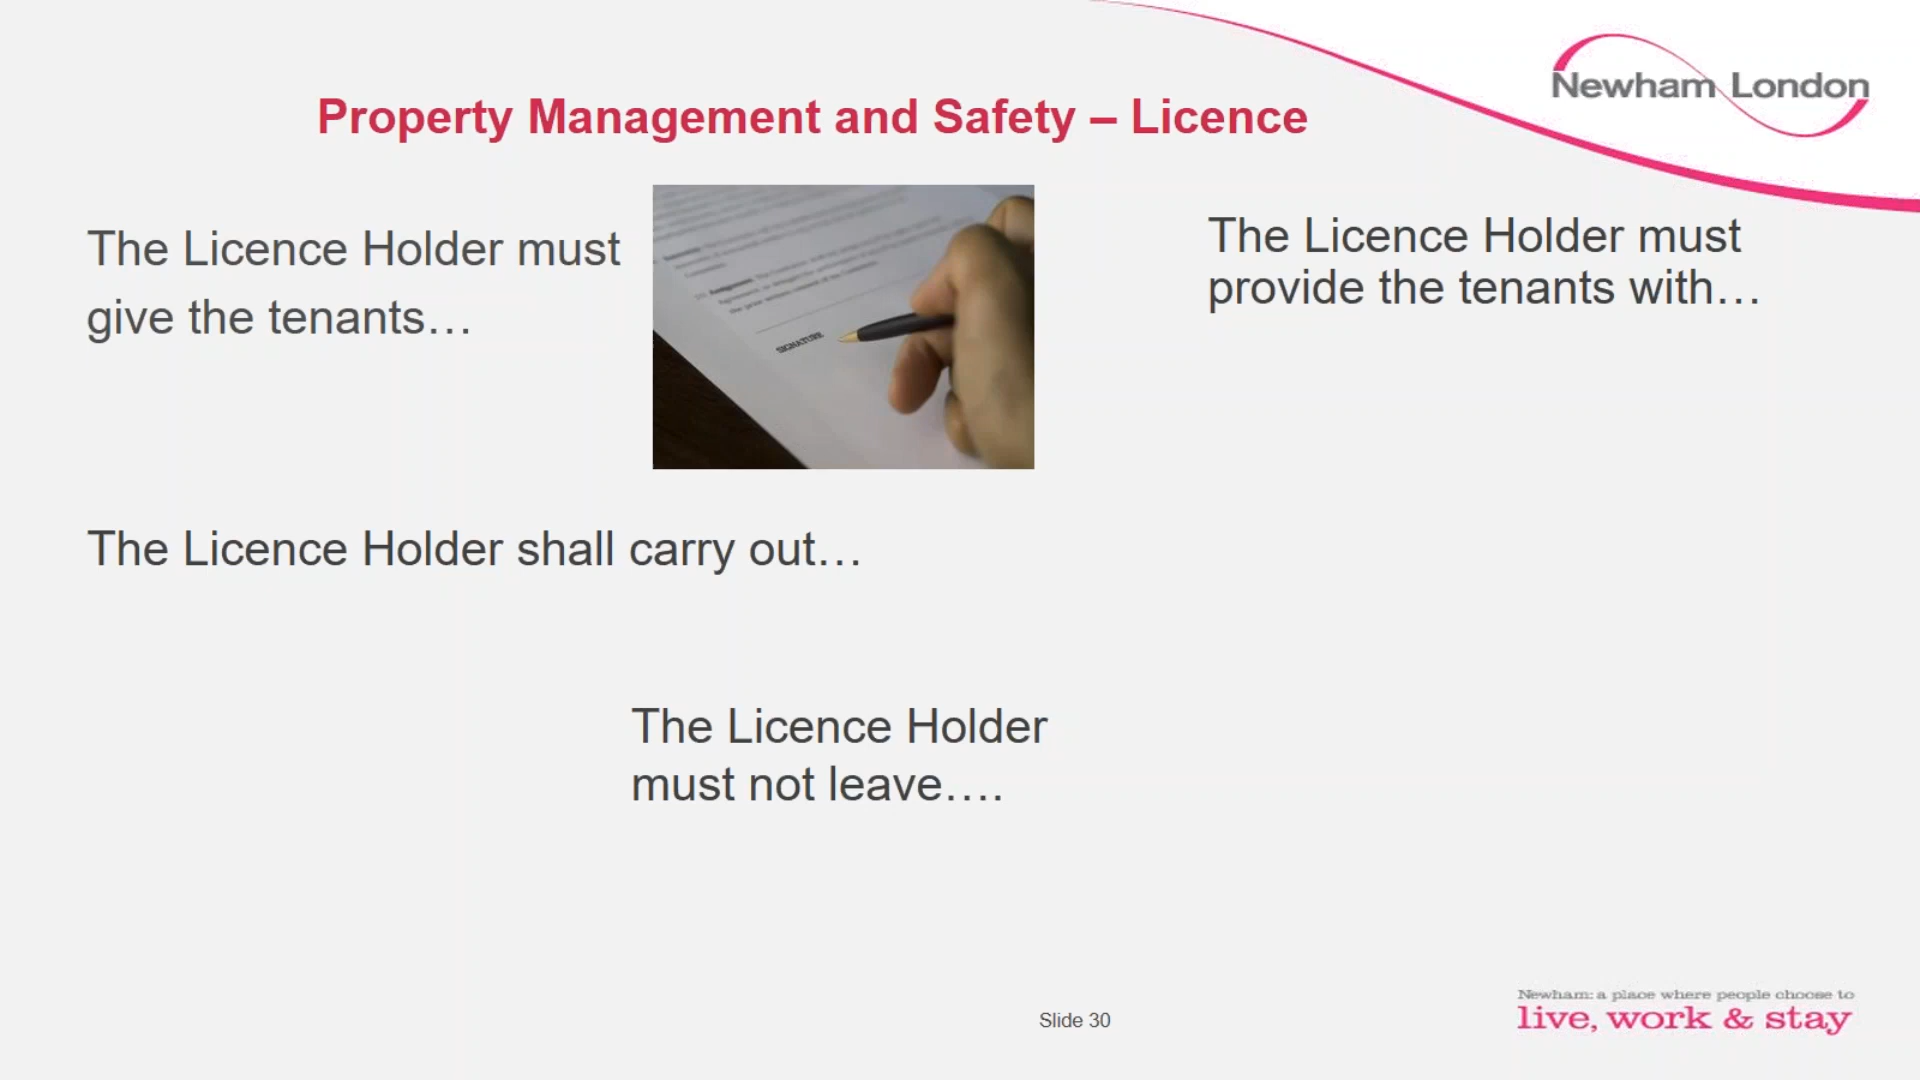 Newham London
Property Management and Safety – Licence
The Licence Holder must
give the tenants…
SIGNATURE
The Licence Holder must
provide the tenants with…
The Licence Holder shall carry out…
The Licence Holder
must not leave….
Slide 30
Newham: a place where people choose to
live, work & stay